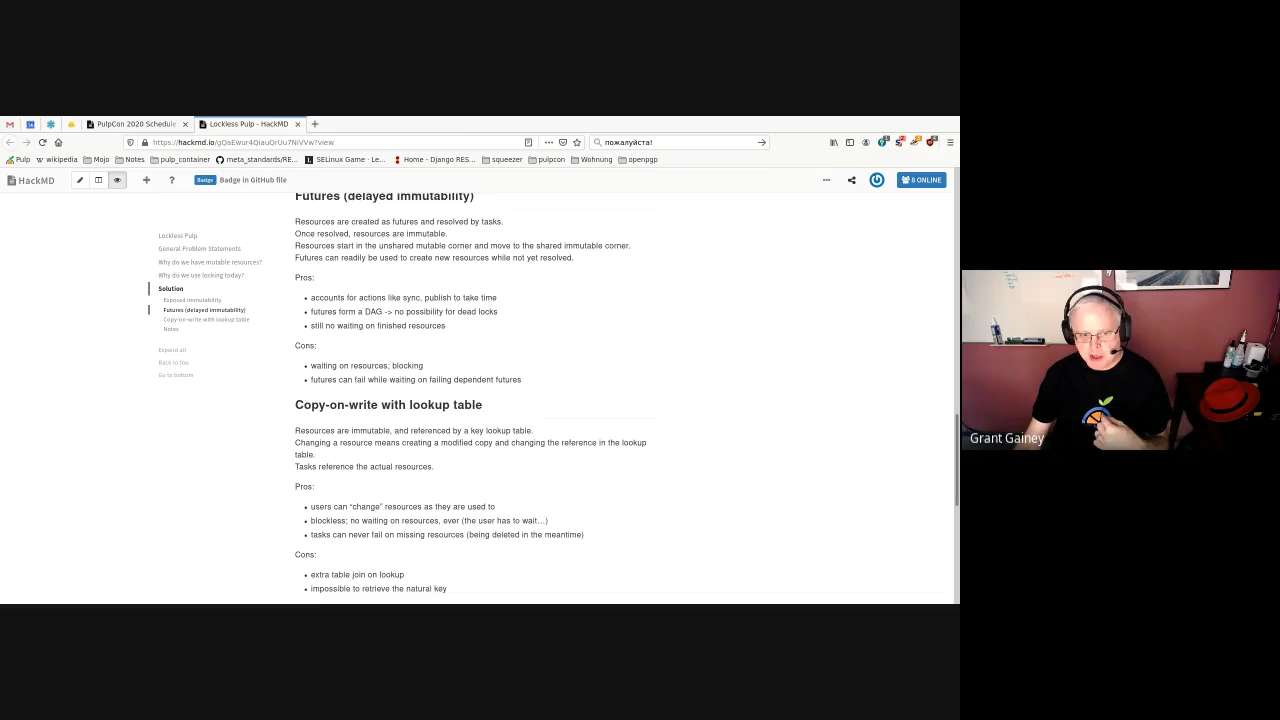 PulpCon 2020 Schedule
Lockless Pulp - HackMD
https://hackmd.io/gQaEwur4QiauQrUu7NiVVw?view
пожалуйста!
Pulp
wikipedia
Mojo
Notes
pulp_container
meta_standards/RE...
SELinux Game - Le...
Home - Django RES...
squeezer
pulpcon
Wohnung
openpgp
HackMD
Badge
Badge in GitHub file
8 ONLINE
Lockless Pulp
General Problem Statements
Why do we have mutable resources?
Why do we use locking today?
Solution
Exposed immutability
Futures (delayed immutability)
Copy-on-write with lookup table
Notes
Expand all
Back to top
Go to bottom
Futures (delayed immutability)
Resources are created as futures and resolved by tasks.
Once resolved, resources are immutable.
Resources start in the unshared mutable corner and move to the shared immutable corner.
Futures can readily be used to create new resources while not yet resolved.
Pros:
• accounts for actions like sync, publish to take time
• futures form a DAG -> no possibility for dead locks
• still no waiting on finished resources
Cons:
• waiting on resources; blocking
• futures can fail while waiting on failing dependent futures
Copy-on-write with lookup table
Resources are immutable, and referenced by a key lookup table.
Changing a resource means creating a modified copy and changing the reference in the lookup
table.
Tasks reference the actual resources.
Pros:
• users can “change” resources as they are used to
• blockless; no waiting on resources, ever (the user has to wait…)
• tasks can never fail on missing resources (being deleted in the meantime)
Cons:
• extra table join on lookup
• impossible to retrieve the natural key
Grant Gainey